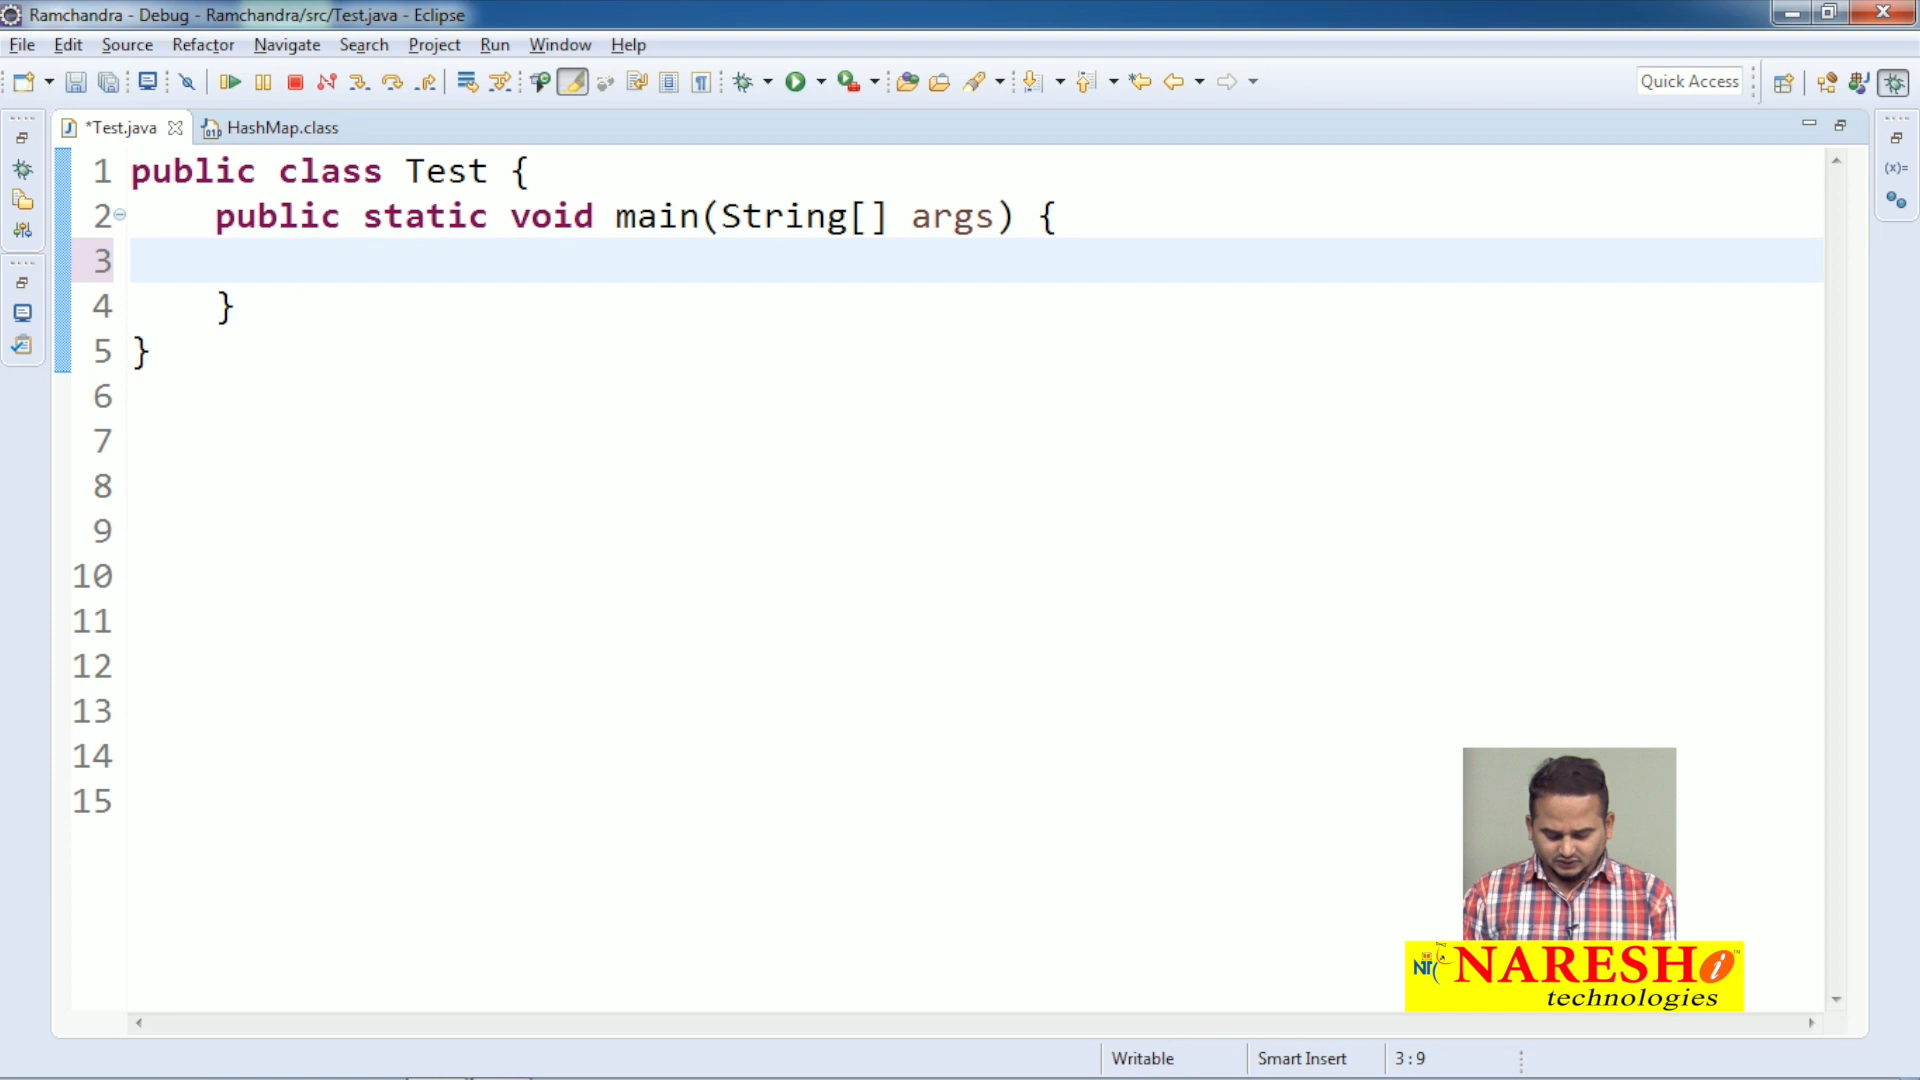 Ramchandra - Debug - Ramchandra/src/Test.java - Eclipse
File Edit Source Refactor Navigate Search Project Run Window Help
Quick Access
*Test.java HashMap.class
(x)=
1 public class Test {
2 public static void main(String[] args) {
3
4 }
5 }
6
7
8
9
10
11
12
13
14
15
NT NARESH i ™
technologies
Writable Smart Insert 3 : 9